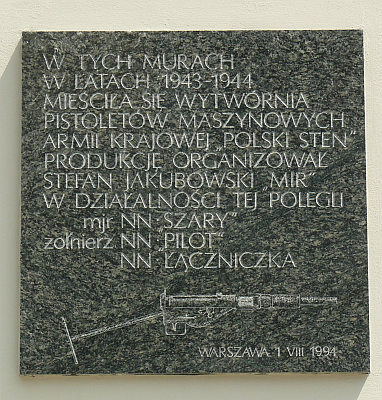 W TYCH MURACH
W LATACH 1943-1944
MIEŚCIŁA SIĘ WYTWÓRNIA
PISTOLETÓW MASZYNOWYCH
ARMII KRAJOWEJ „POLSKI STEN”
PRODUKCJĘ ORGANIZOWAŁ
STEFAN JAKUBOWSKI „MIR”
W DZIAŁALNOŚCI TEJ POLEGLI
mjr NN „SZARY”
żołnierz NN „PILOT”
NN ŁĄCZNICZKA
WARSZAWA 1 VIII 1994